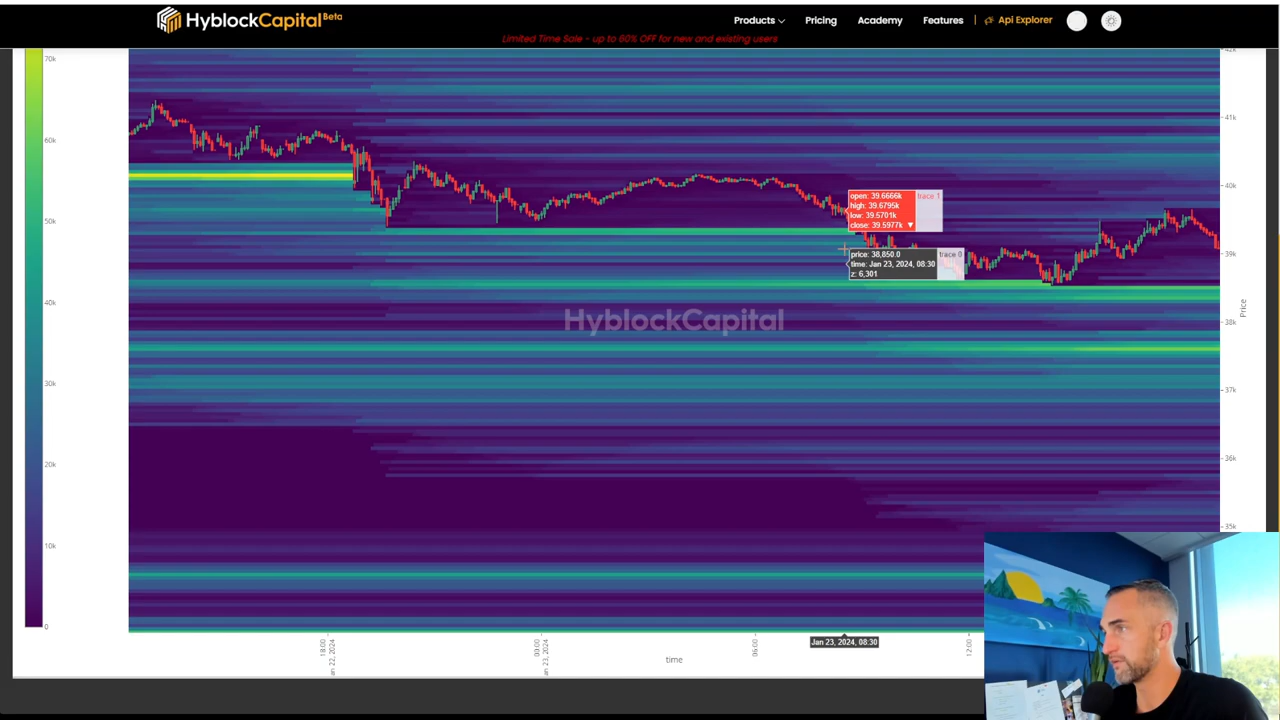 HyblockCapital Beta
Products
Pricing
Academy
Features
Api Explorer
Limited Time Sale - up to 60% OFF for new and existing users
70k
60k
50k
40k
30k
20k
10k
0
42k
41k
40k
39k
38k
37k
36k
35k
Price
open: 39.6666k
high: 39.6795k
low: 39.5701k
close: 39.5977k ▼
trace 1
price: 38,850.0
time: Jan 23, 2024, 08:30
z: 6,301
trace 0
HyblockCapital
18:00
Jan 22, 2024
00:00
Jan 23, 2024
06:00
Jan 23, 2024, 08:30
12:00
time